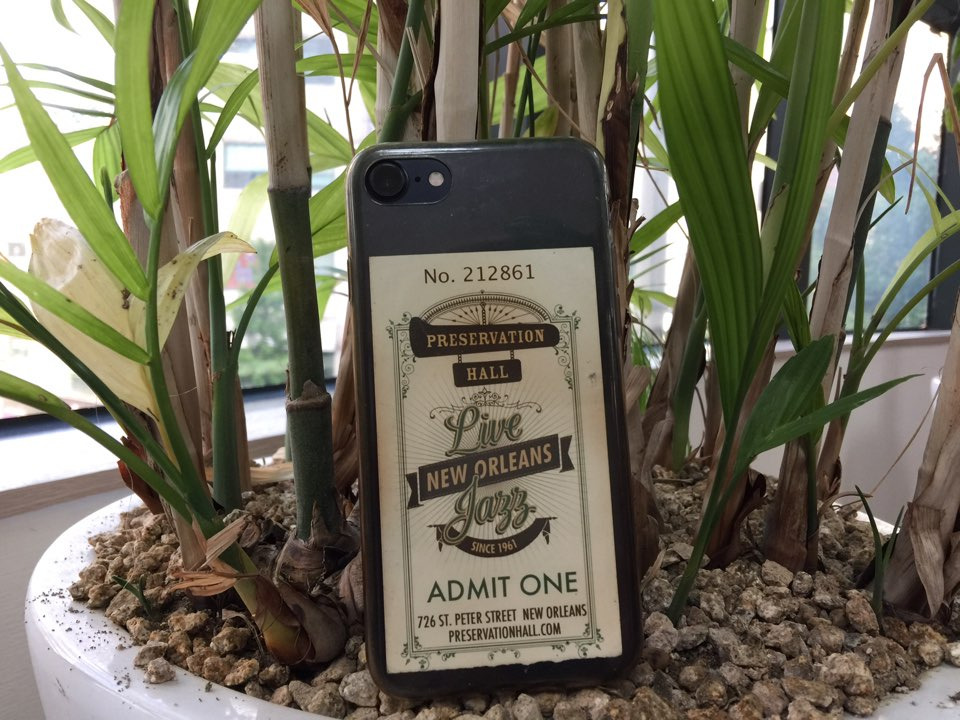 No. 212861
PRESERVATION
HALL
Live
NEW ORLEANS
Jazz
SINCE 1961
ADMIT ONE
726 ST. PETER STREET NEW ORLEANS
PRESERVATIONHALL.COM